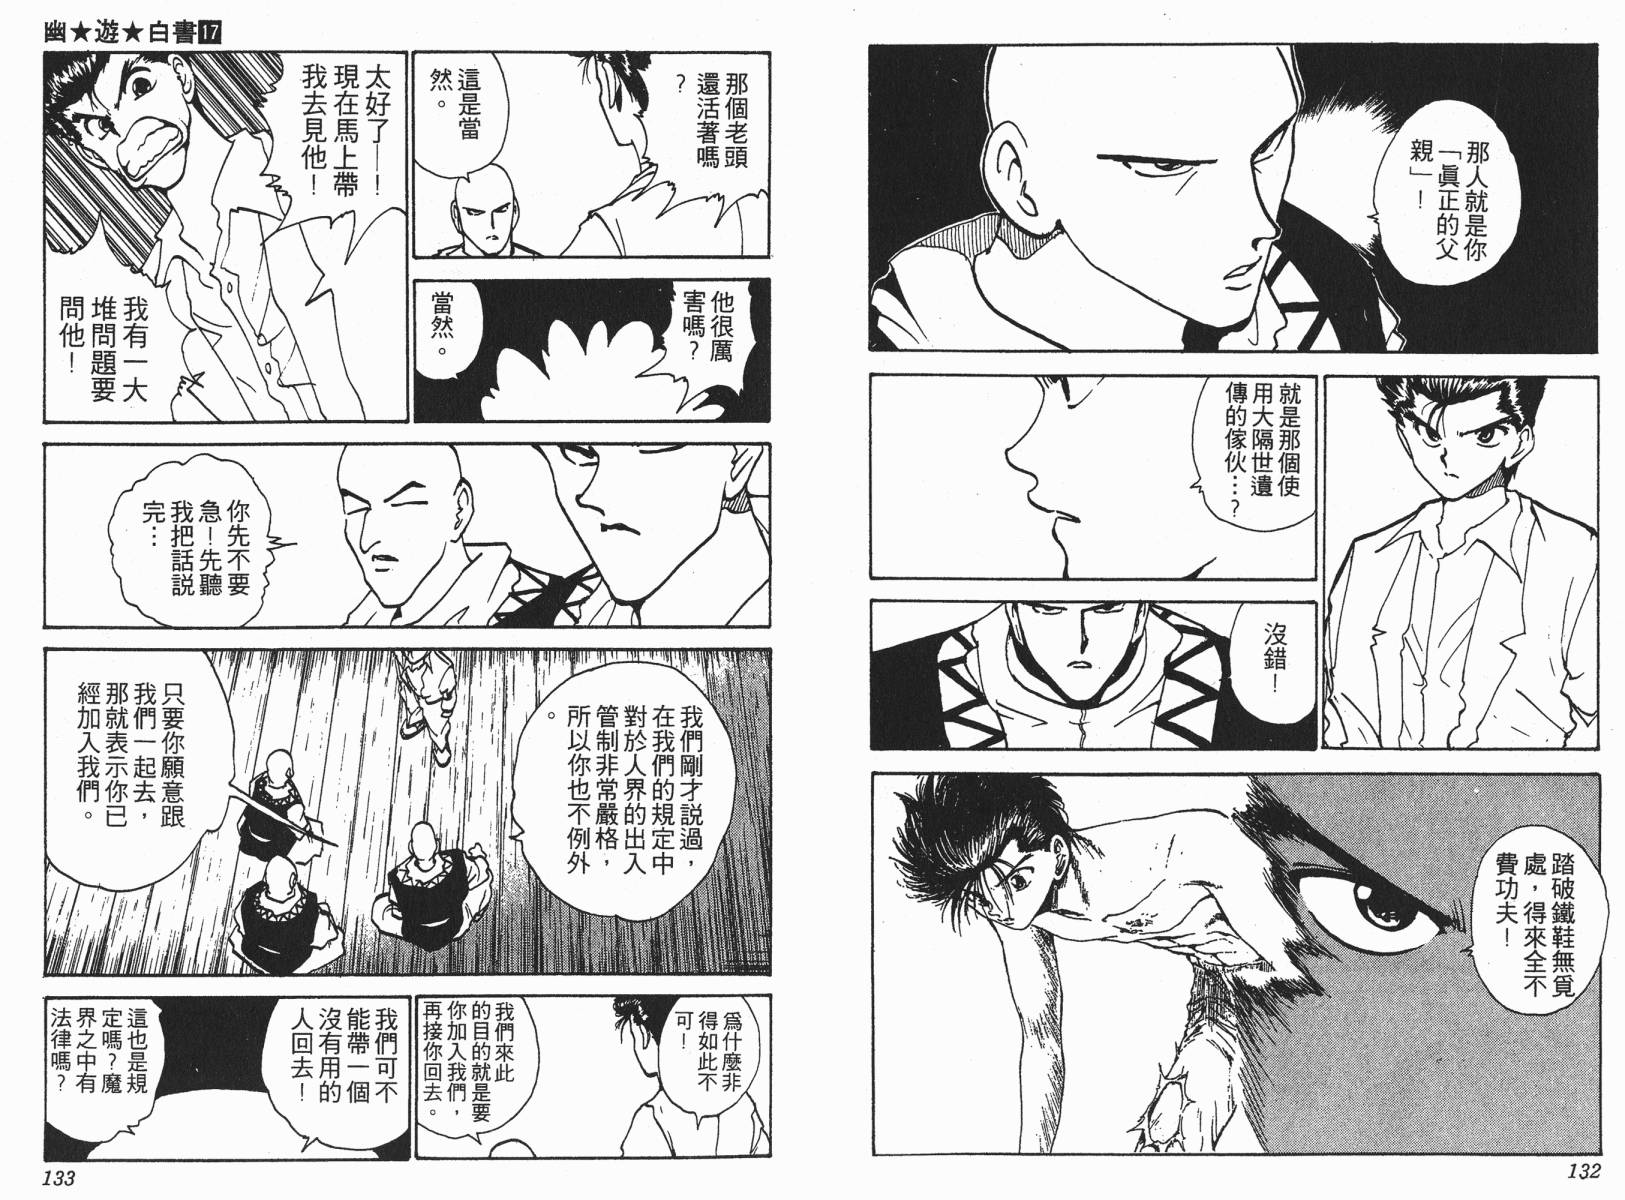 那人就是你
「眞正的父
親」！
就是那個使
用大隔世遺
傳的傢伙…？
沒錯！
踏破鐵鞋無覓
處，得來全不
費功夫！
132
幽★遊★白書17
那個老頭
還活著嗎
？
這是當
然。
他很厲
害嗎？
當然。
太好了—！
現在馬上帶
我去見他！
我有一大
堆問題要
問他！
你先不要
急—先聽
我把話說
完…
我們剛才說過，
在我們的規定中
對於人界的出入
管制非常嚴格，
所以你也不例外
。
只要你願意跟
我們一起去，
那就表示你已
經加入我們。
爲什麼非
得如此不
可！
我們來此
的目的就是要
你加入我們，
再接你回去。
我們可不
能帶一個
沒有用的
人回去！
這也是規
定嗎？魔
界之中有
法律嗎？
133